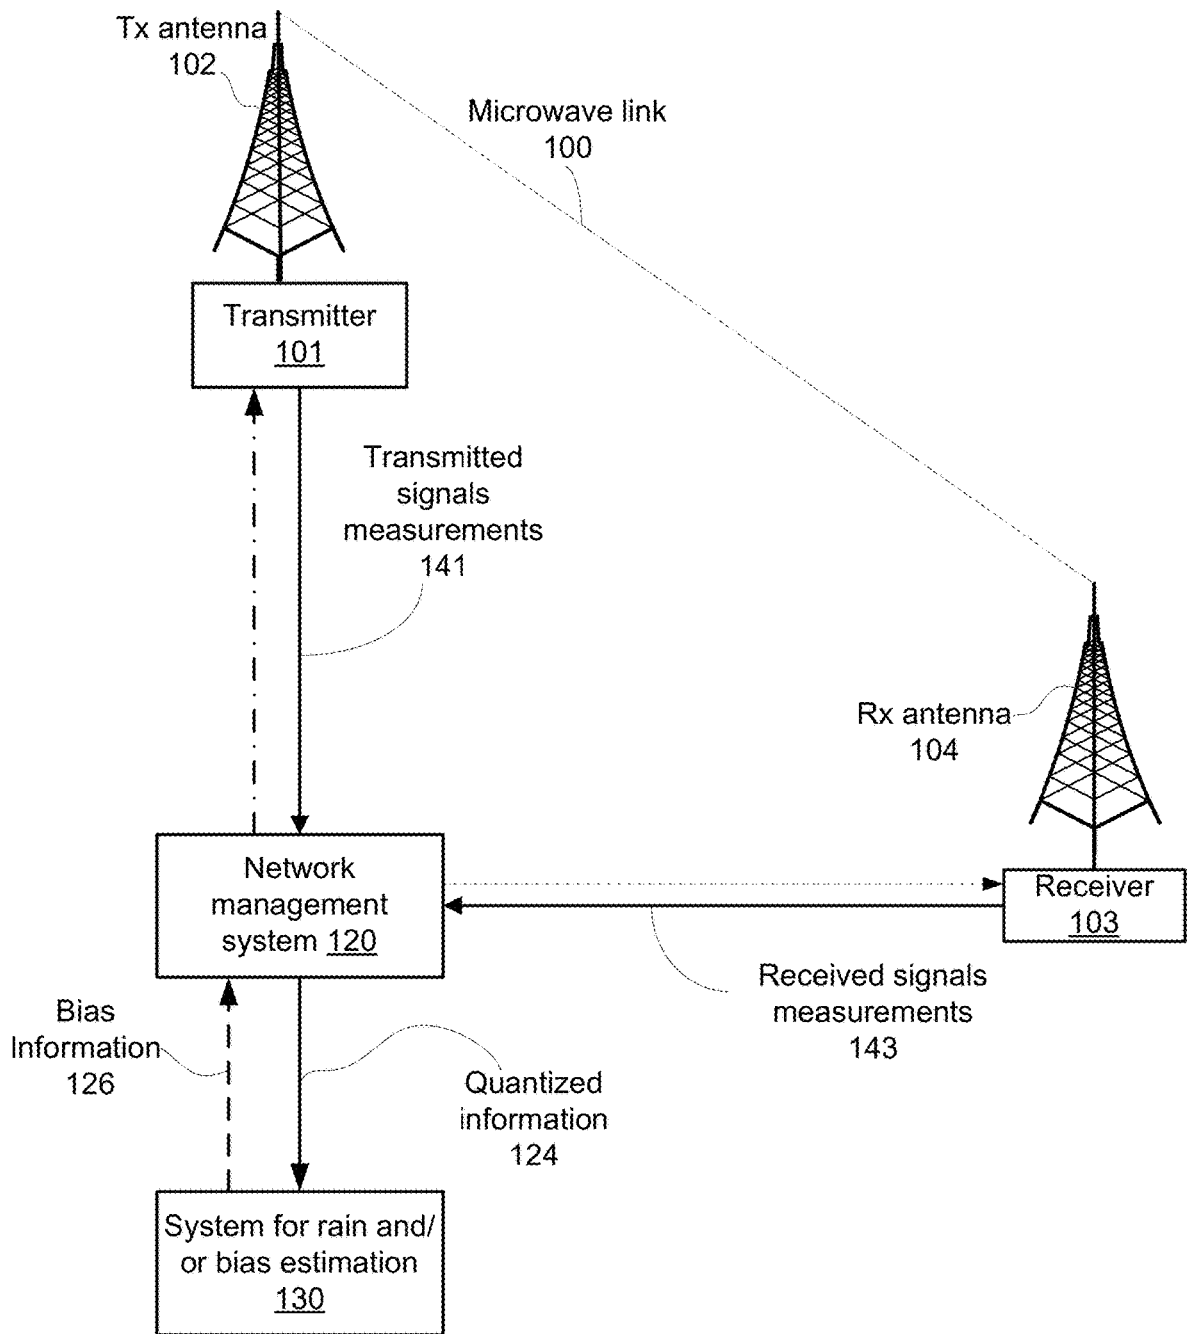 Tx antenna
102
Microwave link
100
Transmitter
101
Transmitted
signals
measurements
141
Rx antenna
104
Network
management
system 120
Receiver
103
Received signals
measurements
143
Bias
Information
126
Quantized
information
124
System for rain and/
or bias estimation
130